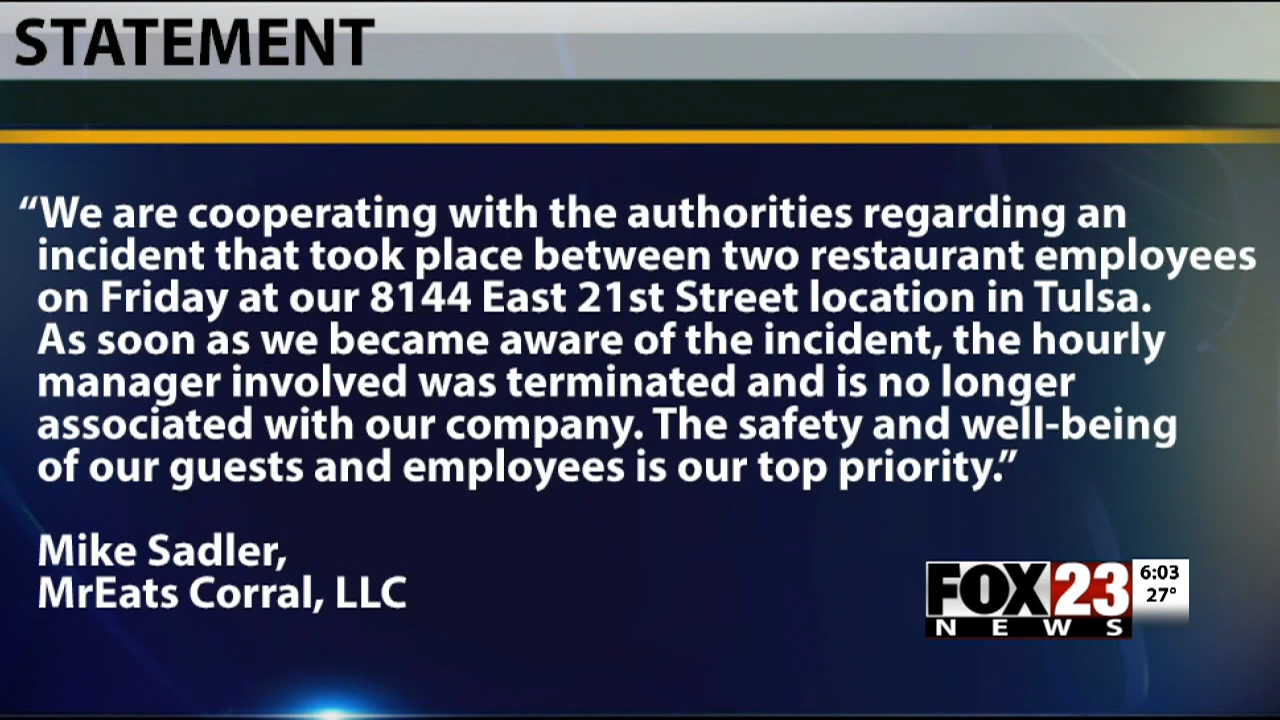 STATEMENT
“We are cooperating with the authorities regarding an
incident that took place between two restaurant employees
on Friday at our 8144 East 21st Street location in Tulsa.
As soon as we became aware of the incident, the hourly
manager involved was terminated and is no longer
associated with our company. The safety and well-being
of our guests and employees is our top priority.”
Mike Sadler,
MrEats Corral, LLC
FOX23
NEWS
6:03
27°